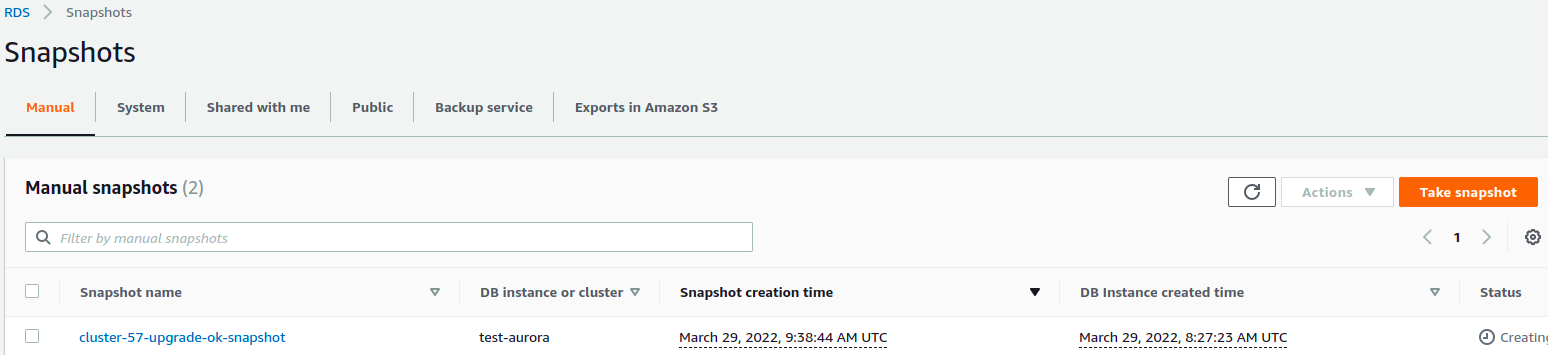 RDS Snapshots
Snapshots
Manual System Shared with me Public Backup service Exports in Amazon S3
Manual snapshots (2)
Actions Take snapshot
Filter by manual snapshots
1
Snapshot name DB instance or cluster Snapshot creation time DB Instance created time Status
cluster-57-upgrade-ok-snapshot test-aurora March 29, 2022, 9:38:44 AM UTC March 29, 2022, 8:27:23 AM UTC Creating